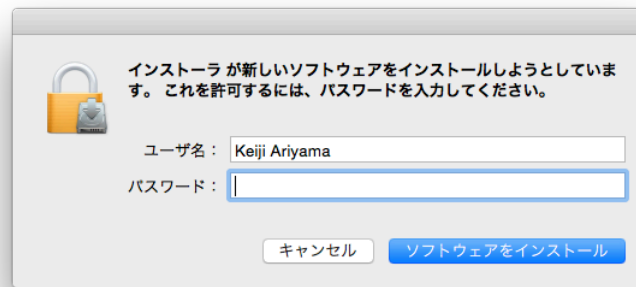 インストーラ が新しいソフトウェアをインストールしようとしていま
す。 これを許可するには、パスワードを入力してください。
ユーザ名： Keiji Ariyama
パスワード：
キャンセル ソフトウェアをインストール